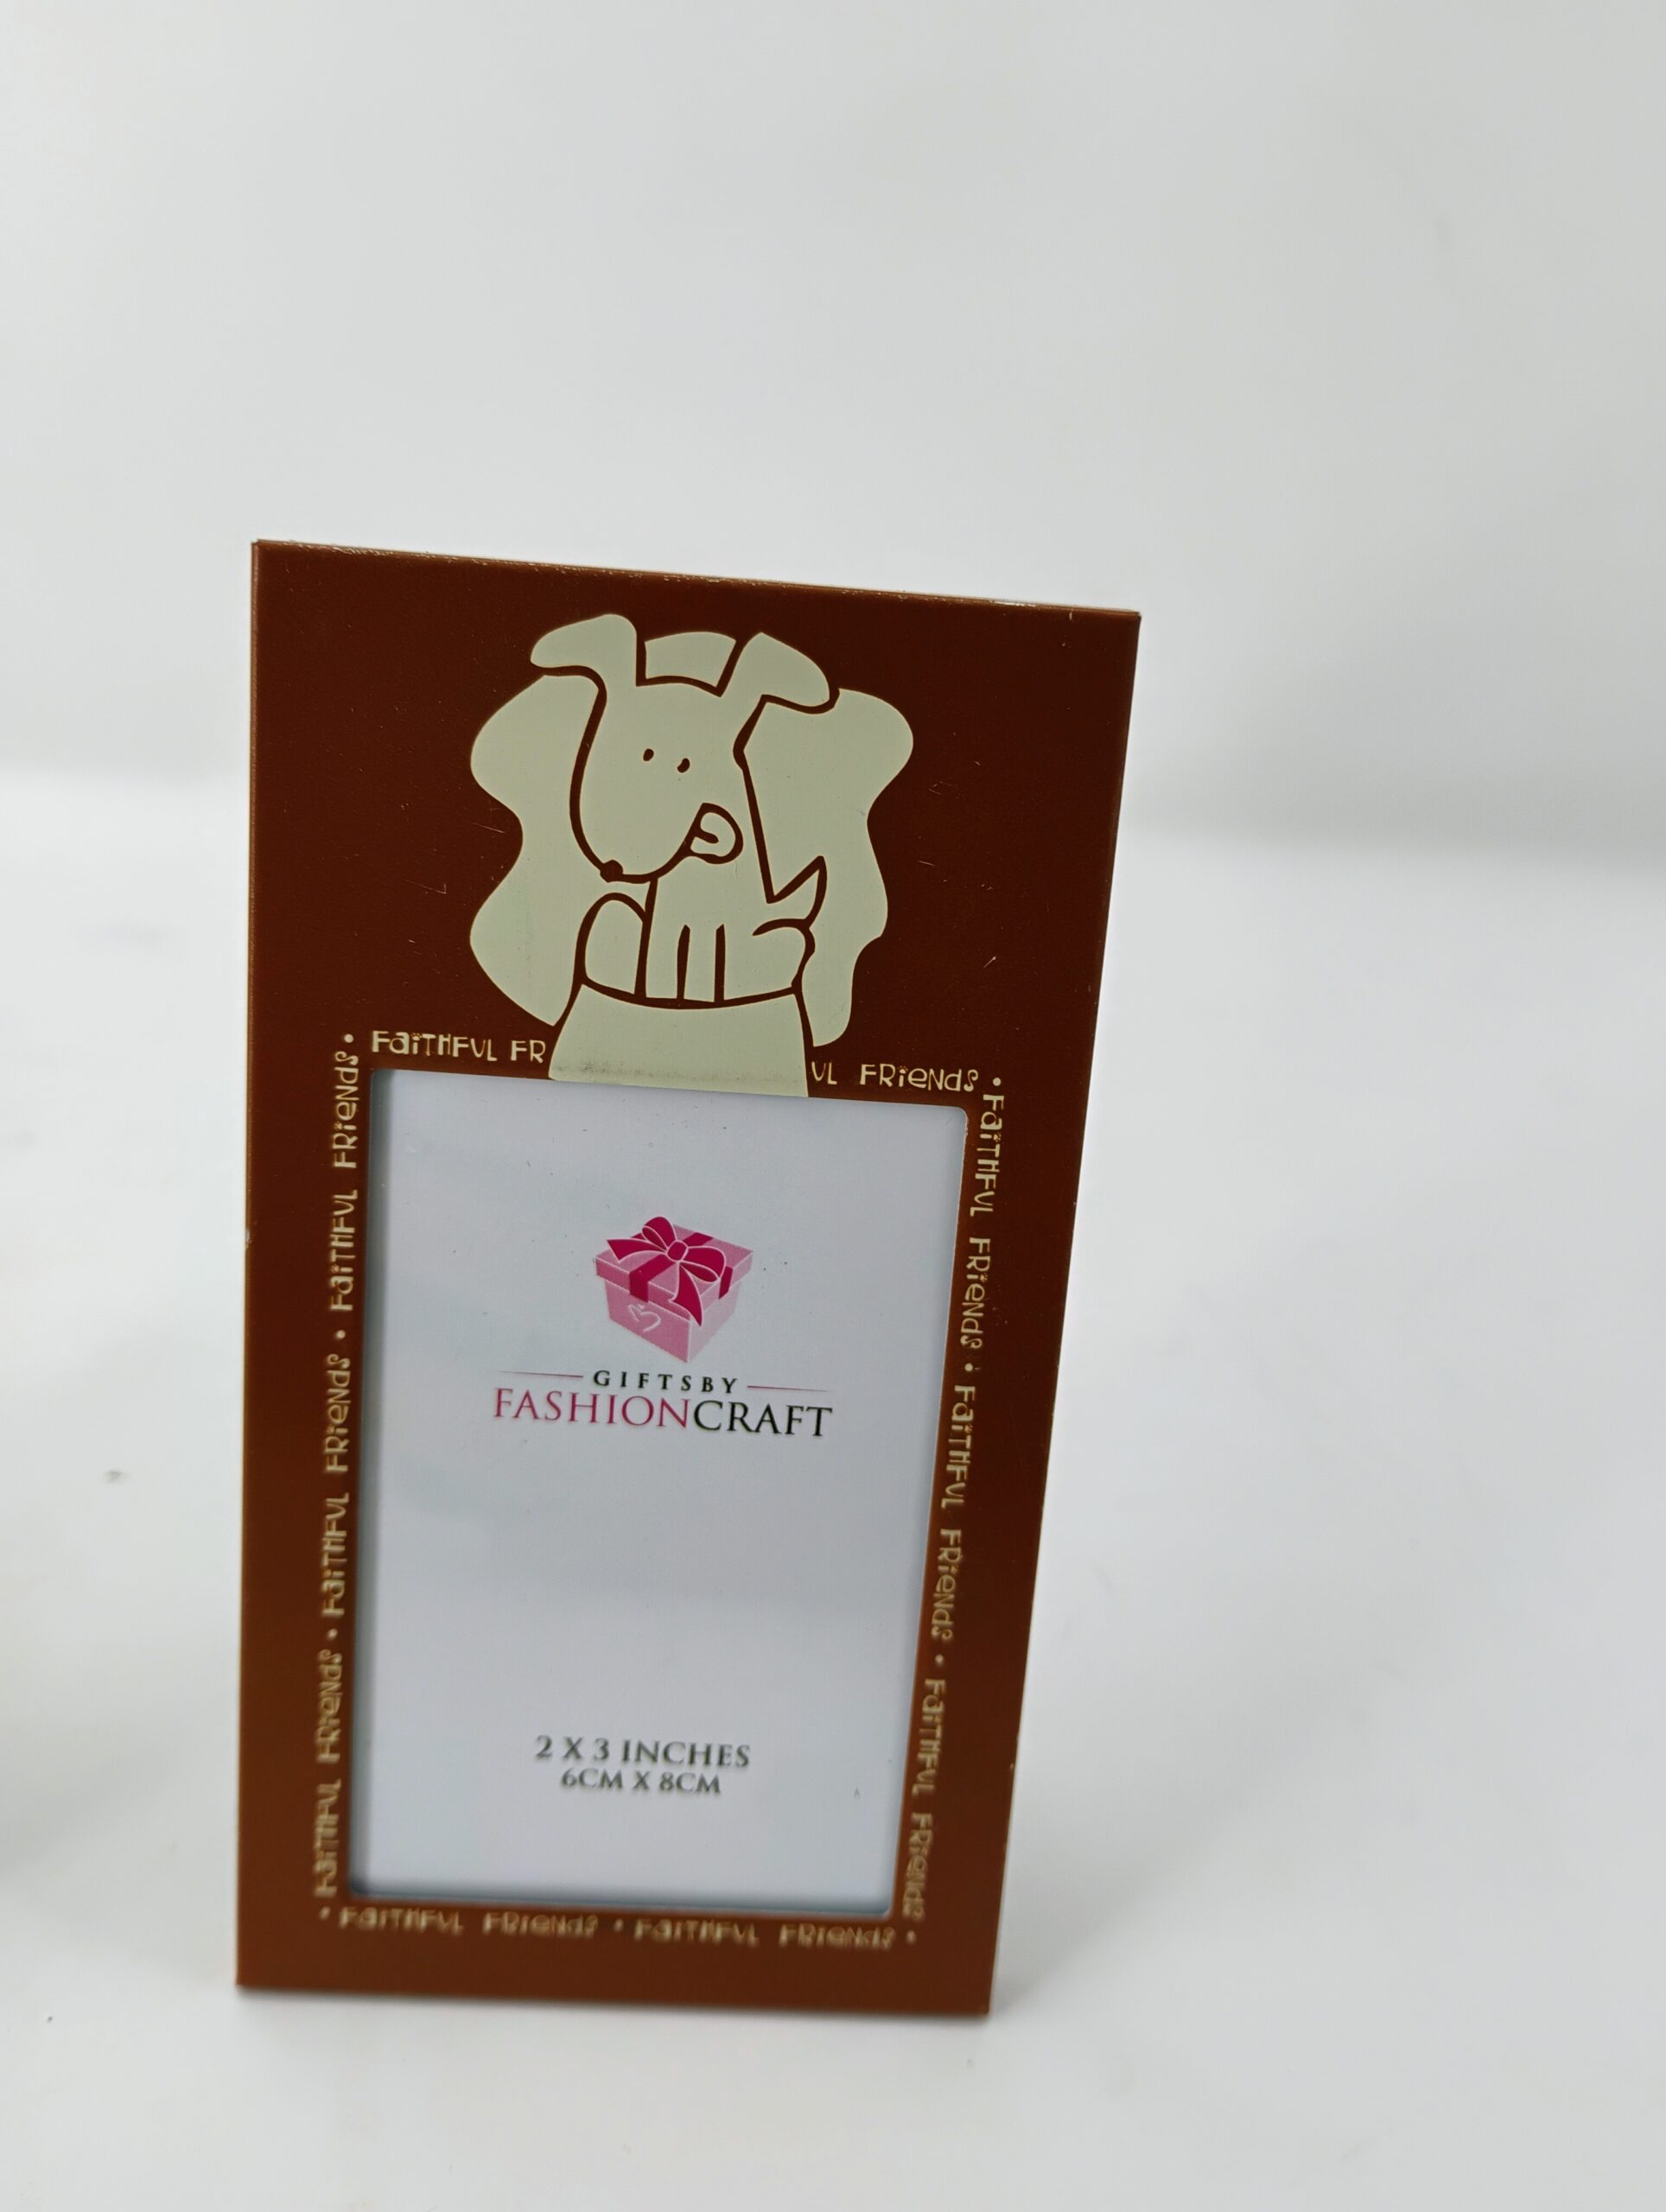 FaiTHFUL FR
UL FRiENdS •
FaiTHFUL FRiENdS • FaiTHFUL FRiENdS • FaiTHFUL FRiENdS •
FaiTHFUL FRiENdS • FaiTHFUL FRiENdS • FaiTHFUL FRiENdS
GIFTSBY
FASHIONCRAFT
2 X 3 INCHES
6CM X 8CM
• FaiTHFUL FRiENdS • FaiTHFUL FRiENdS •